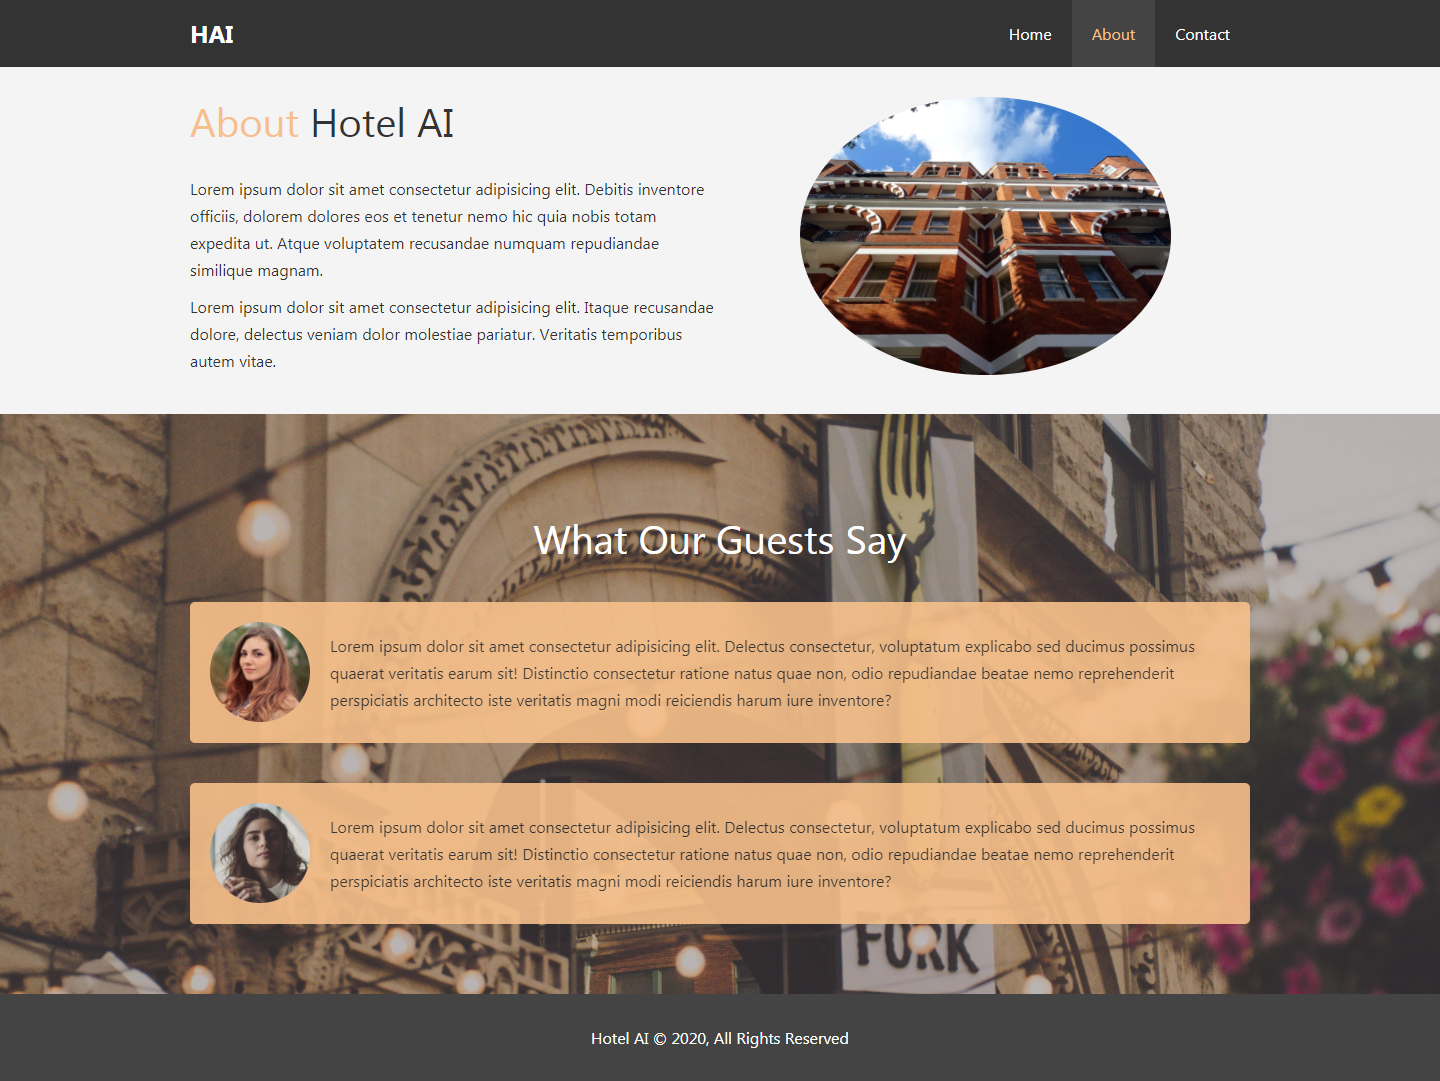 HAI
Home
About
Contact
About Hotel AI
Lorem ipsum dolor sit amet consectetur adipisicing elit. Debitis inventore
officiis, dolorem dolores eos et tenetur nemo hic quia nobis totam
expedita ut. Atque voluptatem recusandae numquam repudiandae
similique magnam.
Lorem ipsum dolor sit amet consectetur adipisicing elit. Itaque recusandae
dolore, delectus veniam dolor molestiae pariatur. Veritatis temporibus
autem vitae.
What Our Guests Say
Lorem ipsum dolor sit amet consectetur adipisicing elit. Delectus consectetur, voluptatum explicabo sed ducimus possimus
quaerat veritatis earum sit! Distinctio consectetur ratione natus quae non, odio repudiandae beatae nemo reprehenderit
perspiciatis architecto iste veritatis magni modi reiciendis harum iure inventore?
Lorem ipsum dolor sit amet consectetur adipisicing elit. Delectus consectetur, voluptatum explicabo sed ducimus possimus
quaerat veritatis earum sit! Distinctio consectetur ratione natus quae non, odio repudiandae beatae nemo reprehenderit
perspiciatis architecto iste veritatis magni modi reiciendis harum iure inventore?
FORK
Hotel AI © 2020, All Rights Reserved